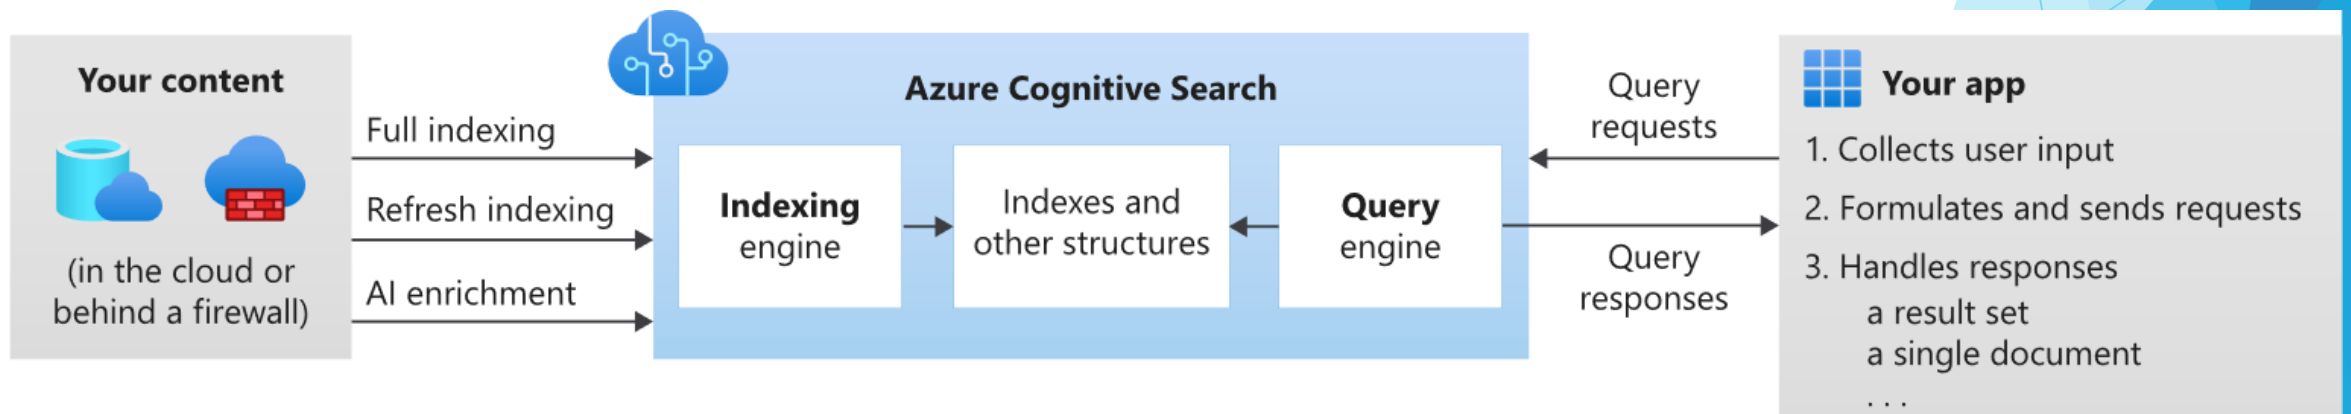 Your content
(in the cloud or
behind a firewall)
Full indexing
Refresh indexing
AI enrichment
Azure Cognitive Search
Indexing
engine
Indexes and
other structures
Query
engine
Query
requests
Query
responses
Your app
1. Collects user input
2. Formulates and sends requests
3. Handles responses
a result set
a single document
. . .